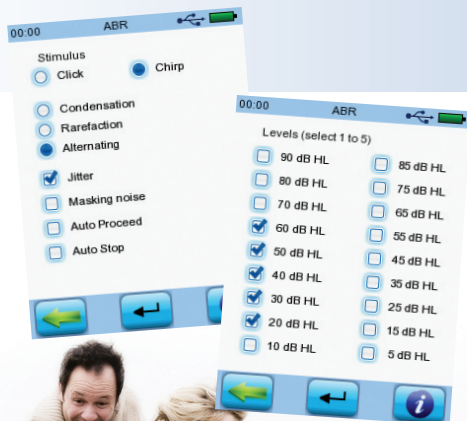 00:00 ABR
Stimulus
Click Chirp
Condensation
Rarefaction
Alternating
Jitter
Masking noise
Auto Proceed
Auto Stop
00:00 ABR
Levels (select 1 to 5)
90 dB HL 85 dB HL
80 dB HL 75 dB HL
70 dB HL 65 dB HL
60 dB HL 55 dB HL
50 dB HL 45 dB HL
40 dB HL 35 dB HL
30 dB HL 25 dB HL
20 dB HL 15 dB HL
10 dB HL 5 dB HL
i